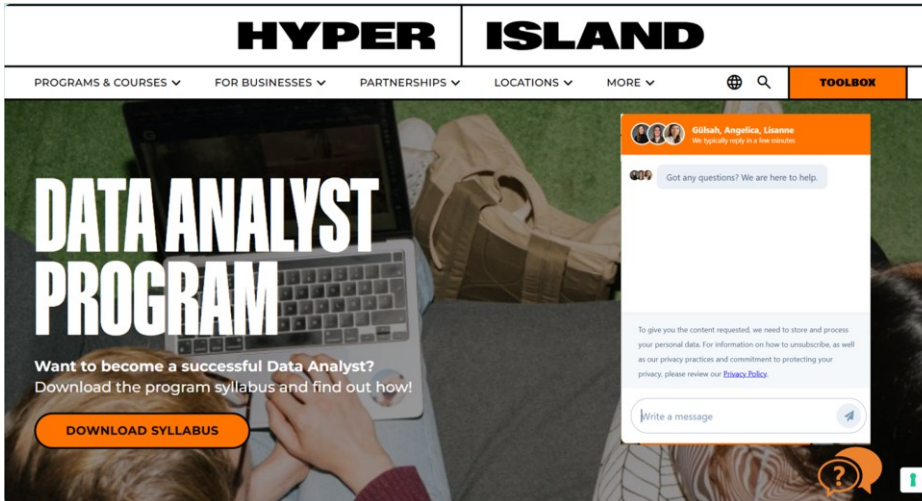 HYPER ISLAND
PROGRAMS & COURSES FOR BUSINESSES PARTNERSHIPS LOCATIONS MORE TOOLBOX
DATA ANALYST
PROGRAM
Want to become a successful Data Analyst?
Download the program syllabus and find out how!
DOWNLOAD SYLLABUS
Gülsah, Angelica, Lisanne
We typically reply in a few minutes
Got any questions? We are here to help.
To give you the content requested, we need to store and process
your personal data. For information on how to unsubscribe, as well
as our privacy practices and commitment to protecting your
privacy, please review our Privacy Policy.
Write a message
?